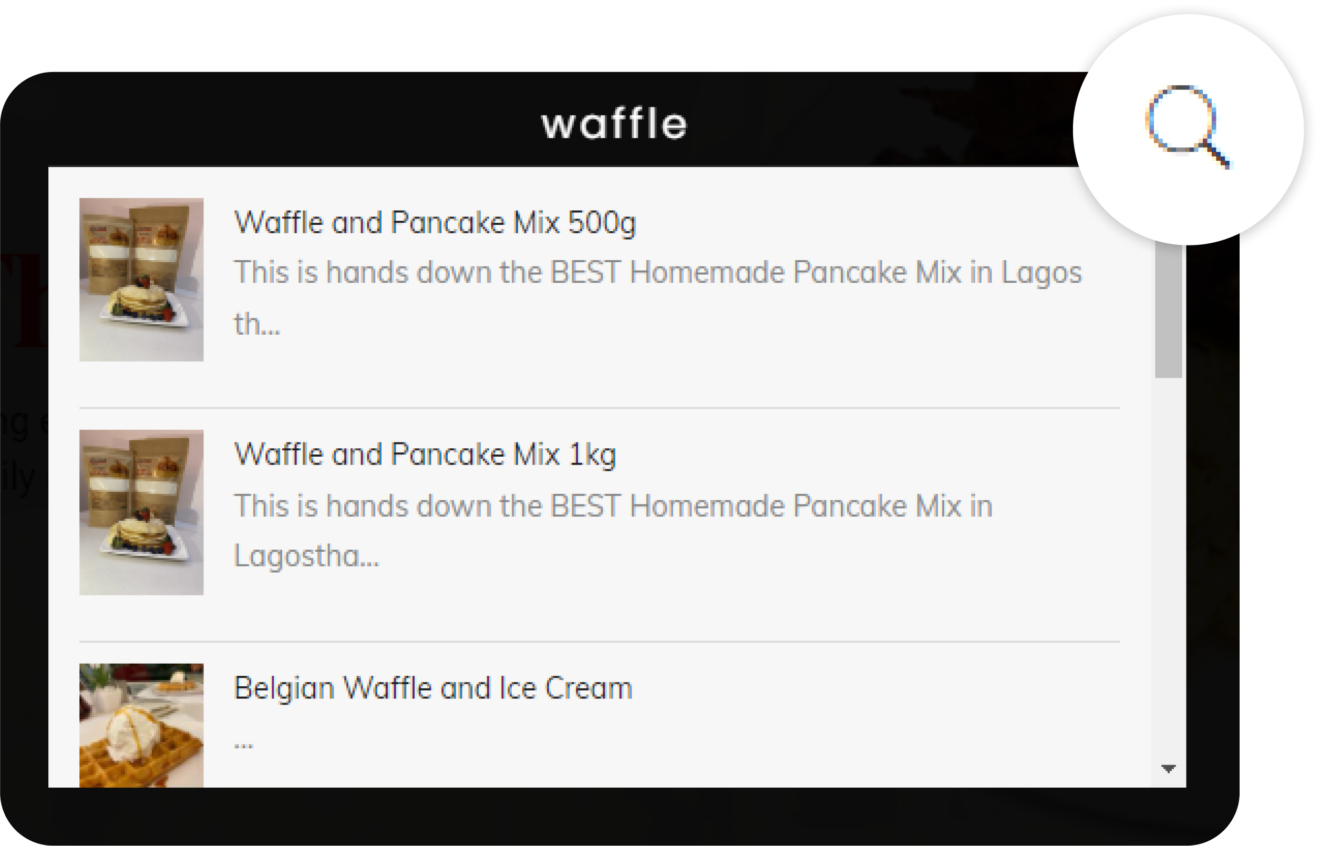 waffle
Waffle and Pancake Mix 500g
This is hands down the BEST Homemade Pancake Mix in Lagos
th...
Waffle and Pancake Mix 1kg
This is hands down the BEST Homemade Pancake Mix in
Lagostha...
Belgian Waffle and Ice Cream
...